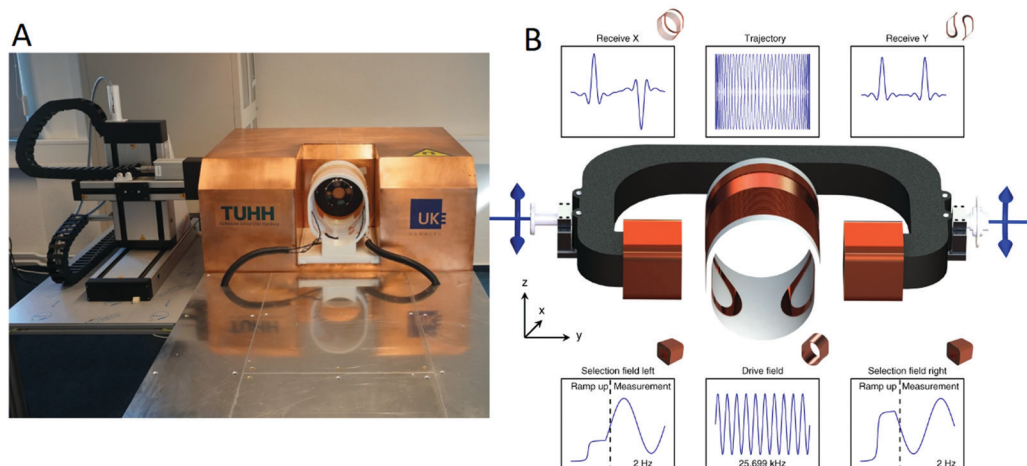 A
TUHH
UKE
HAMBURG
B
Receive X
Trajectory
Receive Y
z
x
y
Selection field left
Drive field
Selection field right
Ramp up
Measurement
2 Hz
25.699 kHz
Ramp up
Measurement
2 Hz